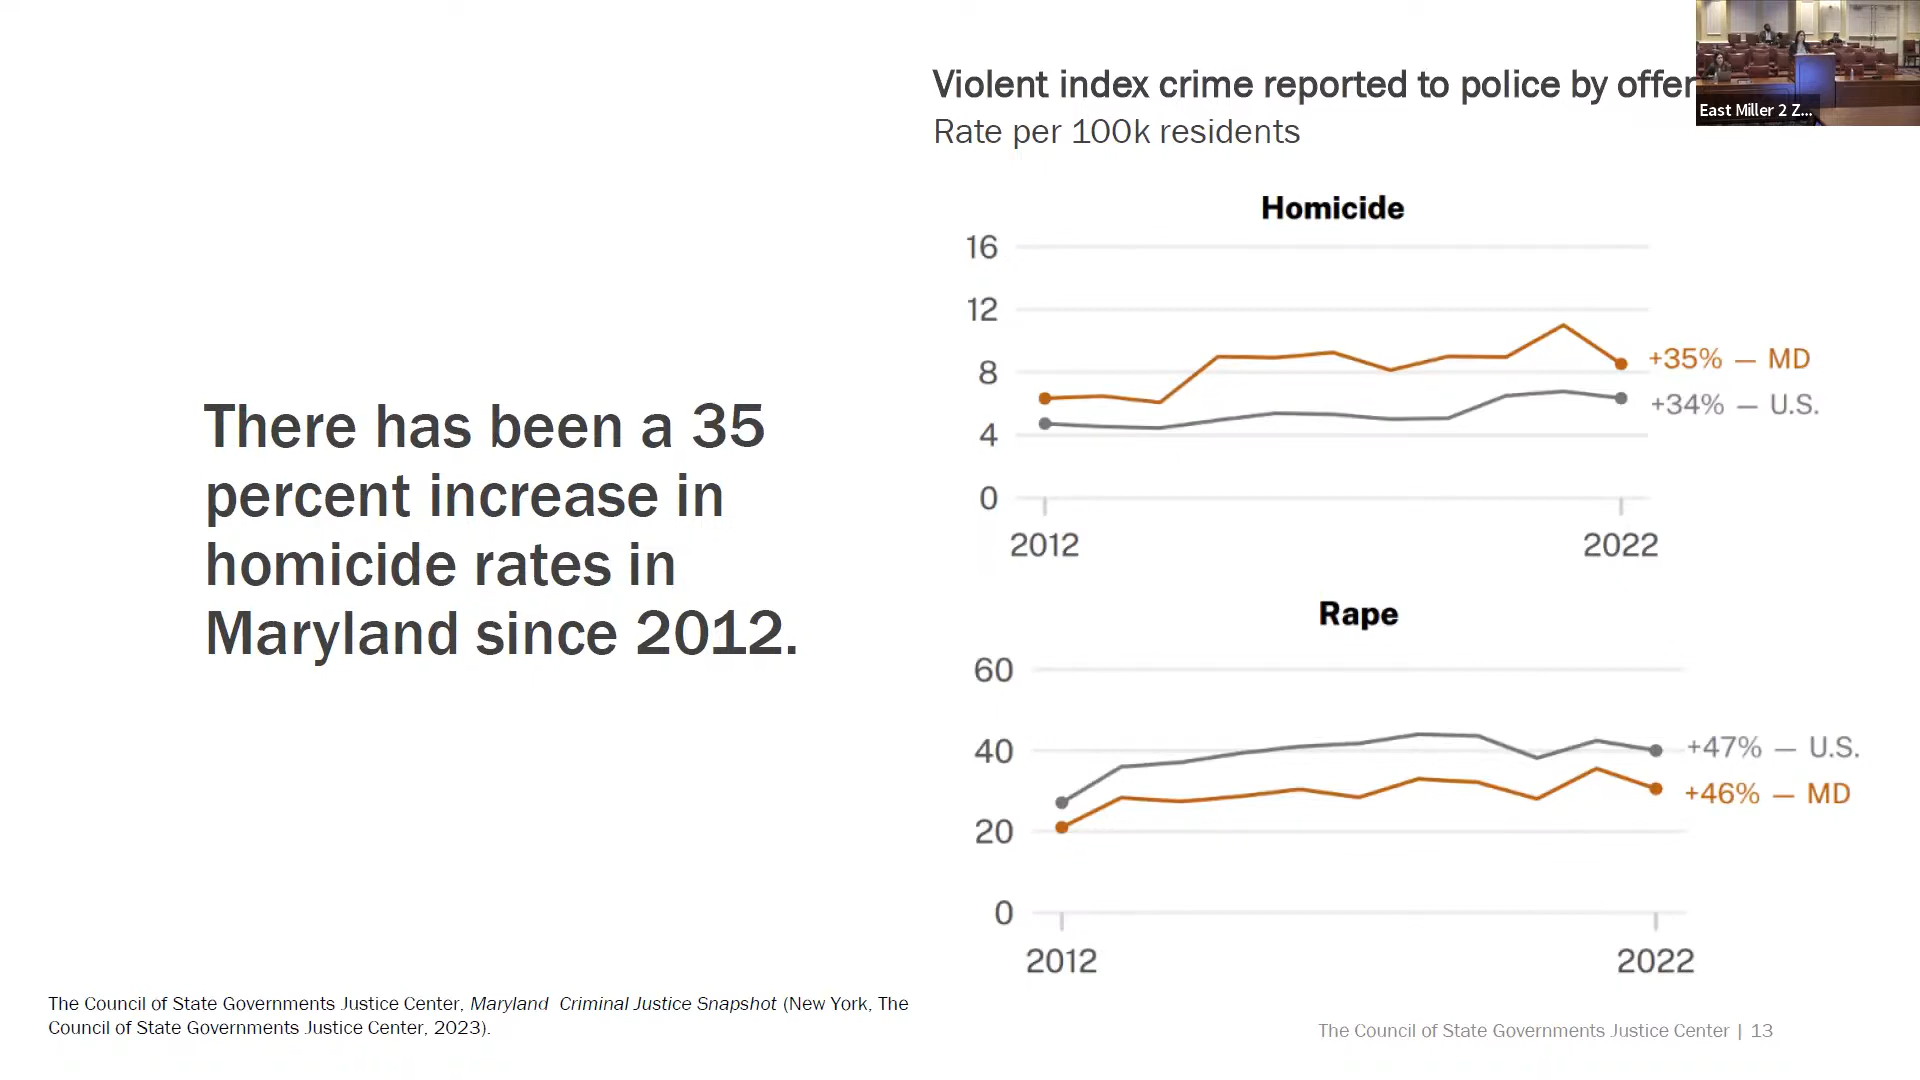 Violent index crime reported to police by offen
Rate per 100k residents
East Miller 2 Z...
There has been a 35
percent increase in
homicide rates in
Maryland since 2012.
Homicide
16
12
8
4
0
2012
2022
+35% — MD
+34% — U.S.
Rape
60
40
20
0
2012
2022
+47% — U.S.
+46% — MD
The Council of State Governments Justice Center, Maryland Criminal Justice Snapshot (New York, The
Council of State Governments Justice Center, 2023).
The Council of State Governments Justice Center | 13